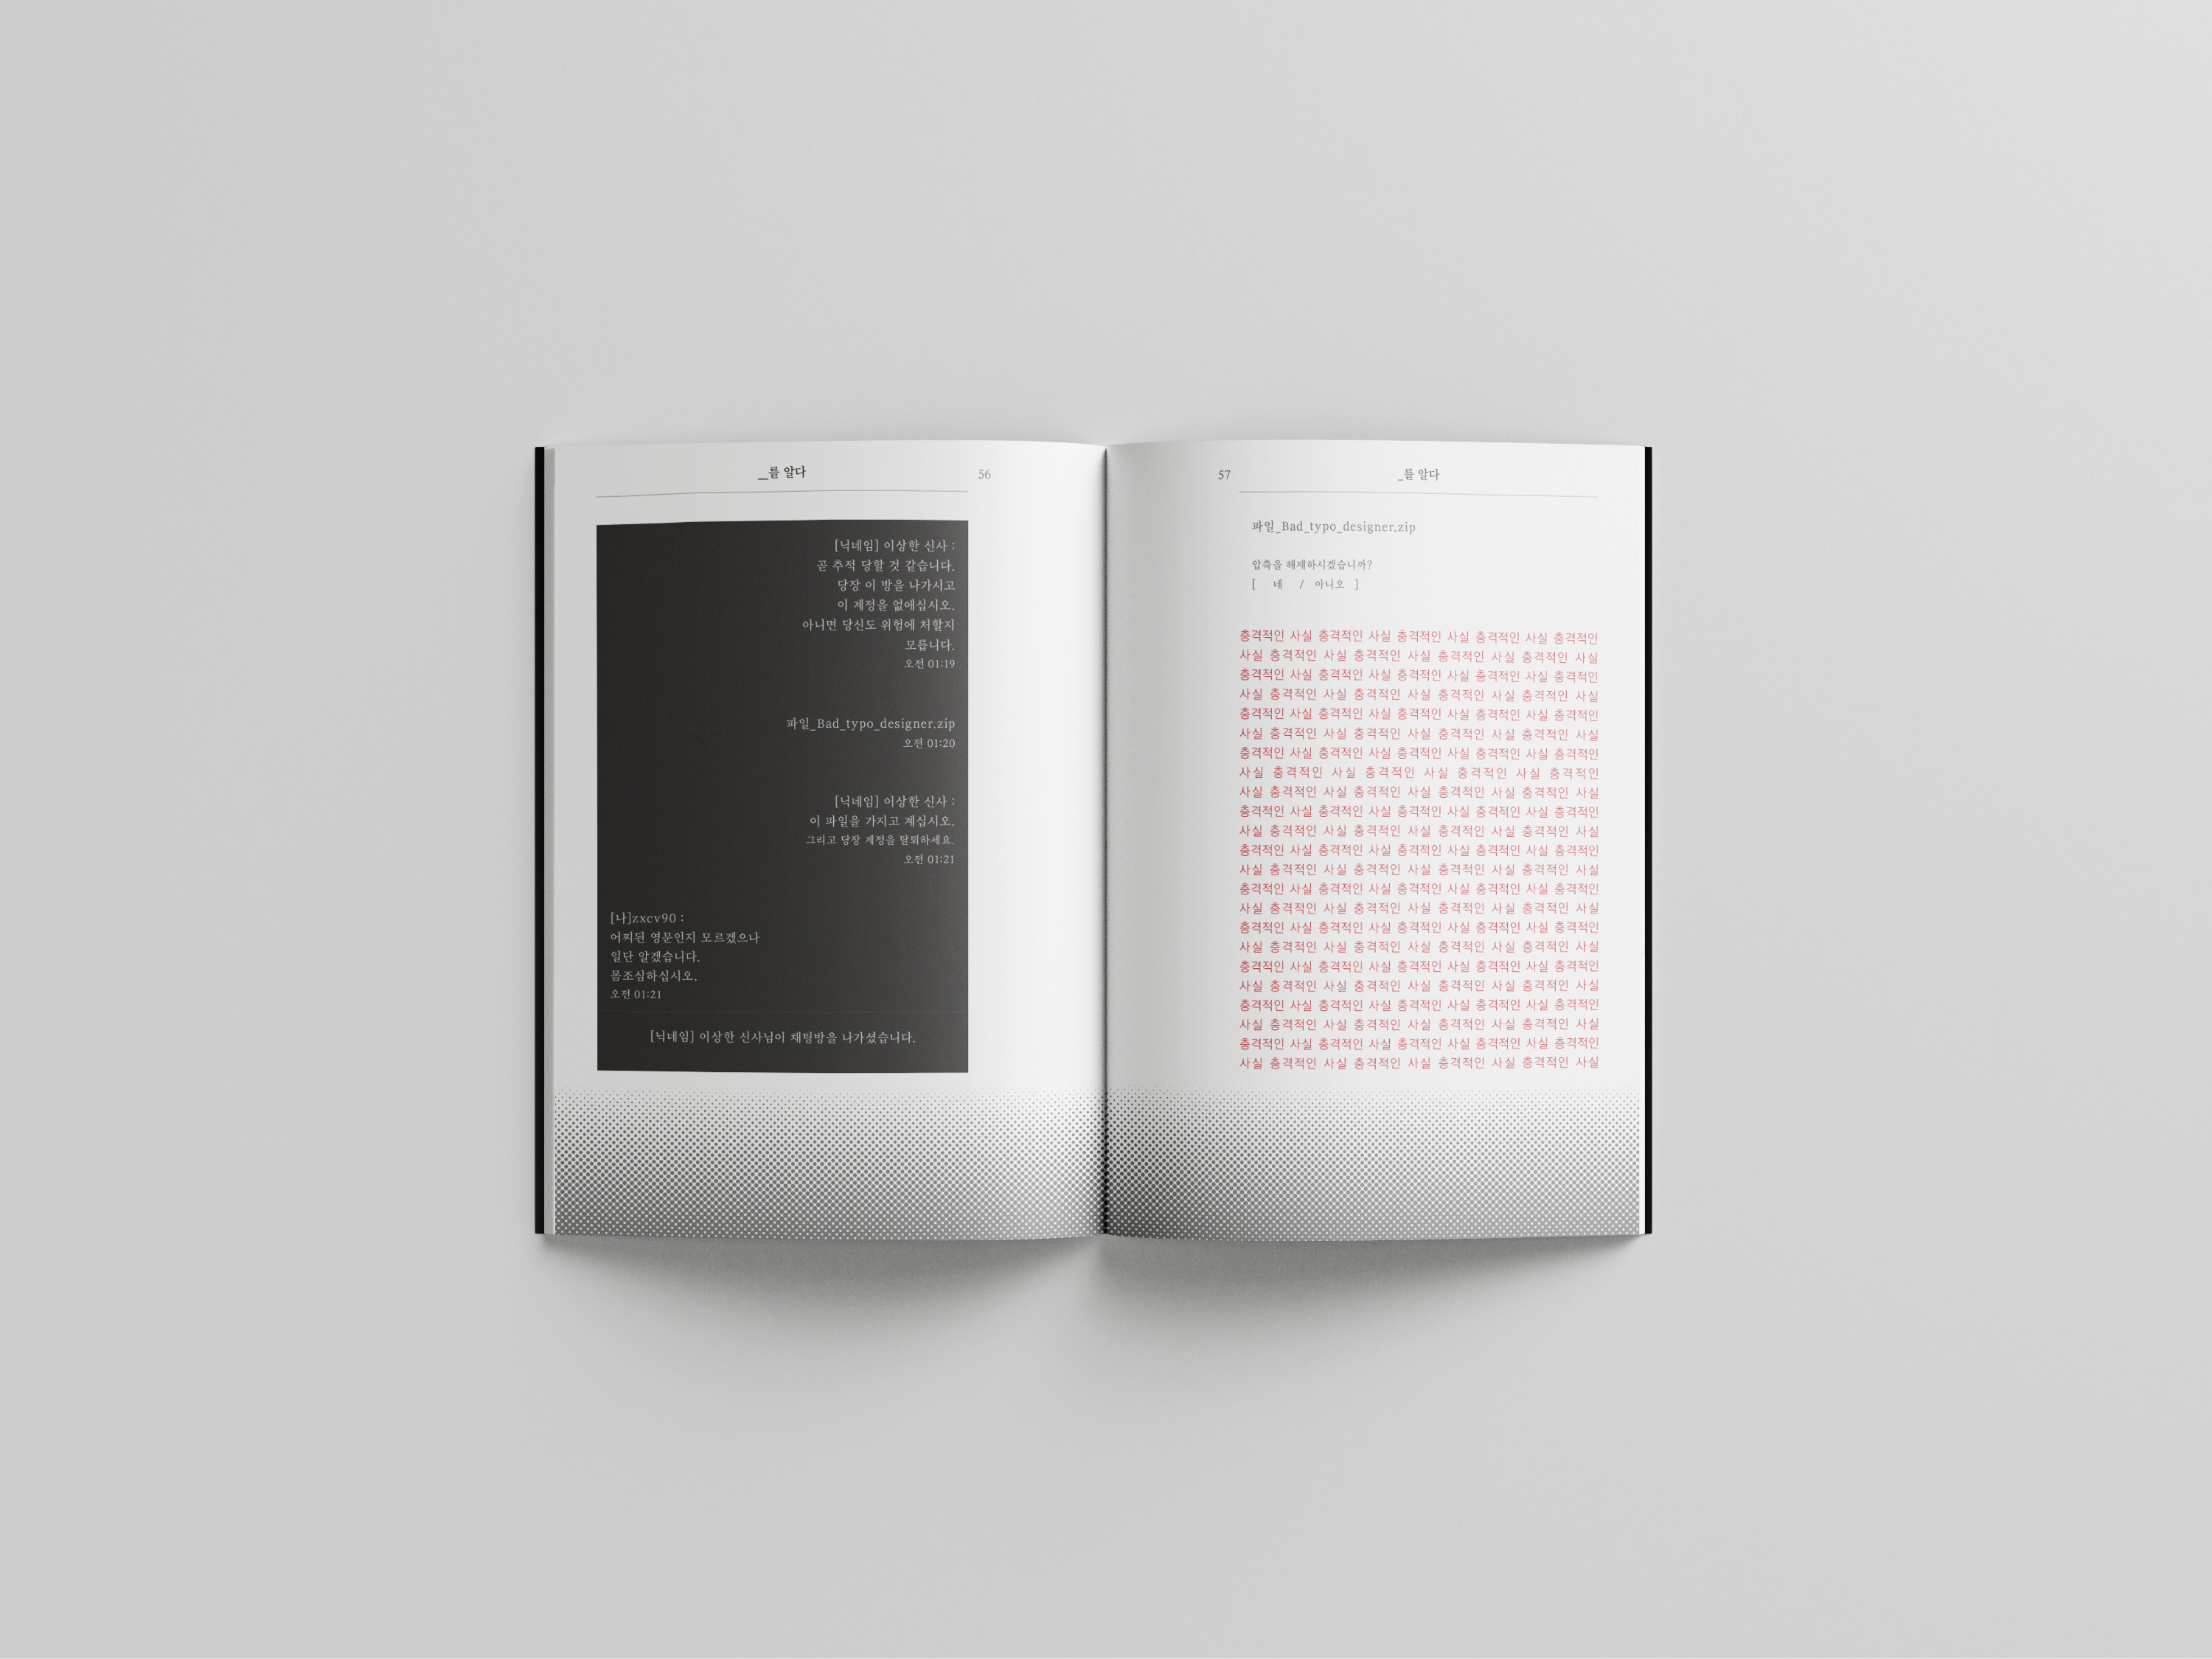 __를 알다
56
[닉네임] 이상한 신사 :
곧 추적 당할 것 같습니다.
당장 이 방을 나가시고
이 계정을 없애십시오.
아니면 당신도 위험에 처할지
모릅니다.
오전 01:19
파일_Bad_typo_designer.zip
오전 01:20
[닉네임] 이상한 신사 :
이 파일을 가지고 계십시오.
그리고 당장 계정을 탈퇴하세요.
오전 01:21
[나]zxcv90 :
어찌된 영문인지 모르겠으나
일단 알겠습니다.
몸조심하십시오.
오전 01:21
[닉네임] 이상한 신사님이 채팅방을 나가셨습니다.
57
_를 알다
파일_Bad_typo_designer.zip
압축을 해제하시겠습니까?
[ 네 / 아니오 ]
충격적인 사실 충격적인 사실 충격적인 사실 충격적인 사실 충격적인
사실 충격적인 사실 충격적인 사실 충격적인 사실 충격적인 사실
충격적인 사실 충격적인 사실 충격적인 사실 충격적인 사실 충격적인
사실 충격적인 사실 충격적인 사실 충격적인 사실 충격적인 사실
충격적인 사실 충격적인 사실 충격적인 사실 충격적인 사실 충격적인
사실 충격적인 사실 충격적인 사실 충격적인 사실 충격적인 사실
충격적인 사실 충격적인 사실 충격적인 사실 충격적인 사실 충격적인
사실 충격적인 사실 충격적인 사실 충격적인 사실 충격적인
사실 충격적인 사실 충격적인 사실 충격적인 사실 충격적인 사실
충격적인 사실 충격적인 사실 충격적인 사실 충격적인 사실 충격적인
사실 충격적인 사실 충격적인 사실 충격적인 사실 충격적인 사실
충격적인 사실 충격적인 사실 충격적인 사실 충격적인 사실 충격적인
사실 충격적인 사실 충격적인 사실 충격적인 사실 충격적인 사실
충격적인 사실 충격적인 사실 충격적인 사실 충격적인 사실 충격적인
사실 충격적인 사실 충격적인 사실 충격적인 사실 충격적인 사실
충격적인 사실 충격적인 사실 충격적인 사실 충격적인 사실 충격적인
사실 충격적인 사실 충격적인 사실 충격적인 사실 충격적인 사실
충격적인 사실 충격적인 사실 충격적인 사실 충격적인 사실 충격적인
사실 충격적인 사실 충격적인 사실 충격적인 사실 충격적인 사실
충격적인 사실 충격적인 사실 충격적인 사실 충격적인 사실 충격적인
사실 충격적인 사실 충격적인 사실 충격적인 사실 충격적인 사실
충격적인 사실 충격적인 사실 충격적인 사실 충격적인 사실 충격적인
사실 충격적인 사실 충격적인 사실 충격적인 사실 충격적인 사실